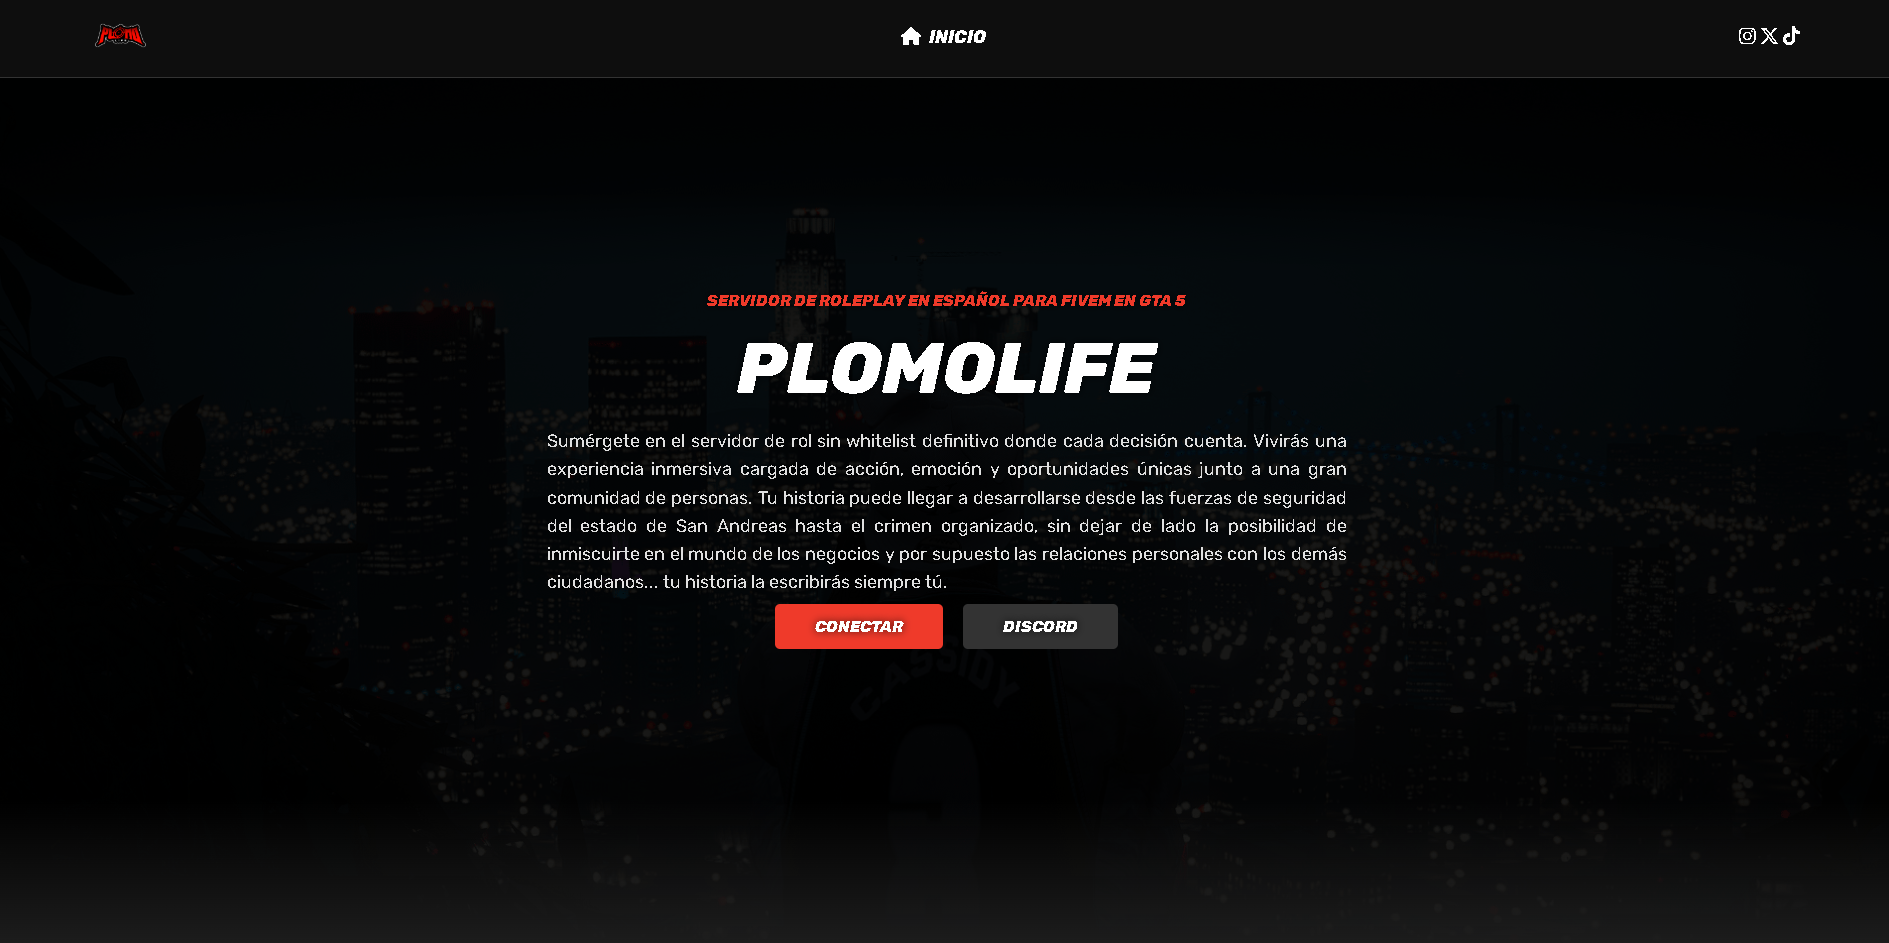 PLOMO
INICIO
SERVIDOR DE ROLEPLAY EN ESPAÑOL PARA FIVEM EN GTA 5
PLOMOLIFE
Sumérgete en el servidor de rol sin whitelist definitivo donde cada decisión cuenta. Vivirás una
experiencia inmersiva cargada de acción, emoción y oportunidades únicas junto a una gran
comunidad de personas. Tu historia puede llegar a desarrollarse desde las fuerzas de seguridad
del estado de San Andreas hasta el crimen organizado, sin dejar de lado la posibilidad de
inmiscuirte en el mundo de los negocios y por supuesto las relaciones personales con los demás
ciudadanos... tu historia la escribirás siempre tú.
CONECTAR
DISCORD
CASSIDY